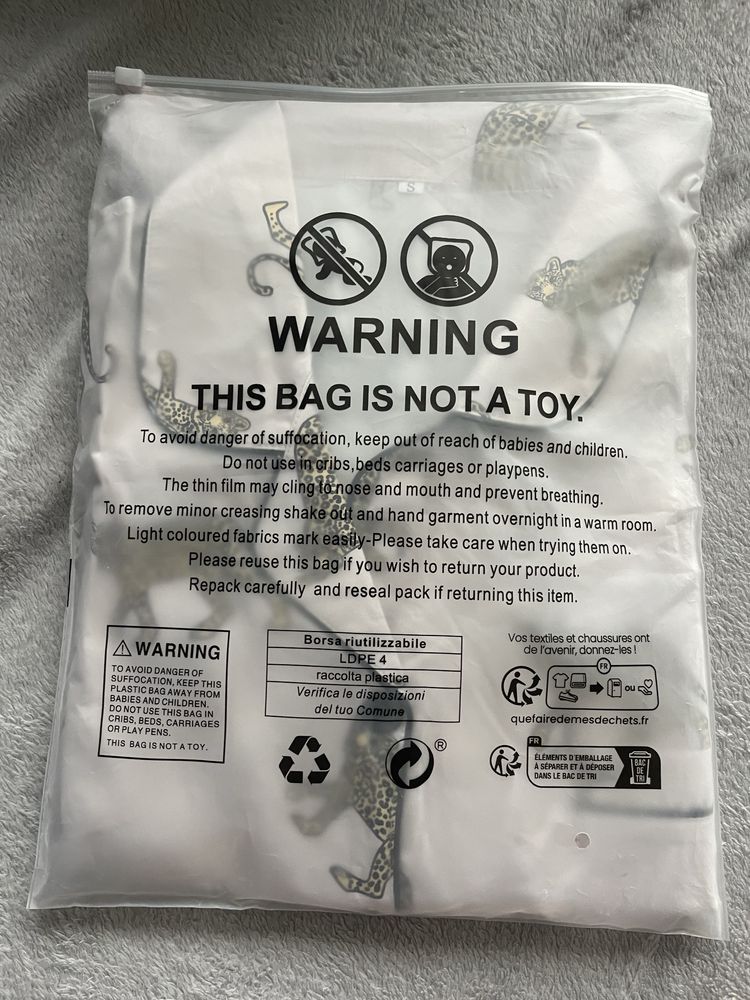 S
WARNING
THIS BAG IS NOT A TOY.
To avoid danger of suffocation, keep out of reach of babies and children.
Do not use in cribs,beds carriages or playpens.
The thin film may cling to nose and mouth and prevent breathing.
To remove minor creasing shake out and hand garment overnight in a warm room.
Light coloured fabrics mark easily-Please take care when trying them on.
Please reuse this bag if you wish to return your product.
Repack carefully and reseal pack if returning this item.
WARNING
TO AVOID DANGER OF
SUFFOCATION, KEEP THIS
PLASTIC BAG AWAY FROM
BABIES AND CHILDREN.
DO NOT USE THIS BAG IN
CRIBS, BEDS, CARRIAGES
OR PLAY PENS.
THIS BAG IS NOT A TOY.
Borsa riutilizzabile
LDPE 4
raccolta plastica
Verifica le disposizioni
del tuo Comune
®
Vos textiles et chaussures ont
de l'avenir, donnez-les !
FR
OU
quefairedemesdechets.fr
FR
ÉLÉMENTS D'EMBALLAGE
À SÉPARER ET À DÉPOSER
DANS LE BAC DE TRI
BAC
DE
TRI